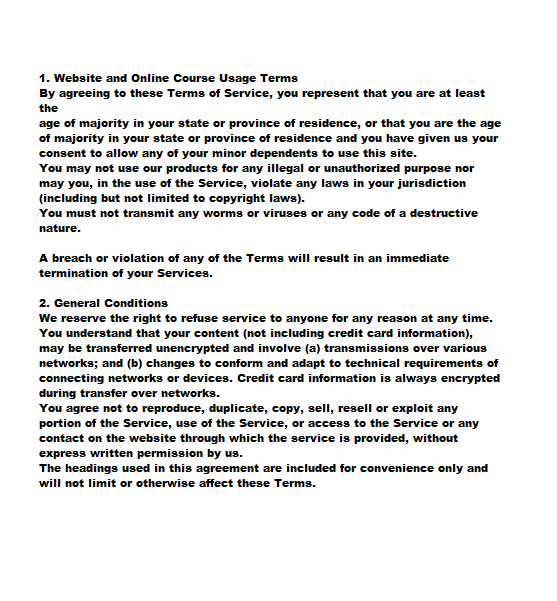 1. Website and Online Course Usage Terms
By agreeing to these Terms of Service, you represent that you are at least
the
age of majority in your state or province of residence, or that you are the age
of majority in your state or province of residence and you have given us your
consent to allow any of your minor dependents to use this site.
You may not use our products for any illegal or unauthorized purpose nor
may you, in the use of the Service, violate any laws in your jurisdiction
(including but not limited to copyright laws).
You must not transmit any worms or viruses or any code of a destructive
nature.
A breach or violation of any of the Terms will result in an immediate
termination of your Services.
2. General Conditions
We reserve the right to refuse service to anyone for any reason at any time.
You understand that your content (not including credit card information),
may be transferred unencrypted and involve (a) transmissions over various
networks; and (b) changes to conform and adapt to technical requirements of
connecting networks or devices. Credit card information is always encrypted
during transfer over networks.
You agree not to reproduce, duplicate, copy, sell, resell or exploit any
portion of the Service, use of the Service, or access to the Service or any
contact on the website through which the service is provided, without
express written permission by us.
The headings used in this agreement are included for convenience only and
will not limit or otherwise affect these Terms.